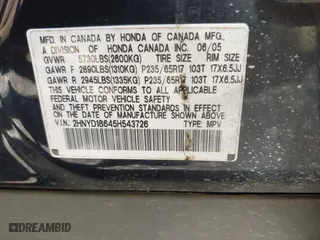 MFD. IN CANADA BY HONDA OF CANADA MFG.,
A DIVISION OF HONDA CANADA INC. 06/05
GVWR 5730LBS(2600KG) TIRE SIZE RIM SIZE
GAWR F 2890LBS(1310KG) P235/65R17 103T 17X6.5JJ
GAWR R 2945LBS(1335KG) P235/65R17 103T 17X6.5JJ
THIS VEHICLE CONFORMS TO ALL APPLICABLE
FEDERAL MOTOR VEHICLE SAFETY AND
STANDARDS IN EFFECT ON THE DATE OF
MANUFACTURE SHOWN ABOVE.
V.I.N.: 2HNYD18645H543726 TYPE: MPV
DREAMBID